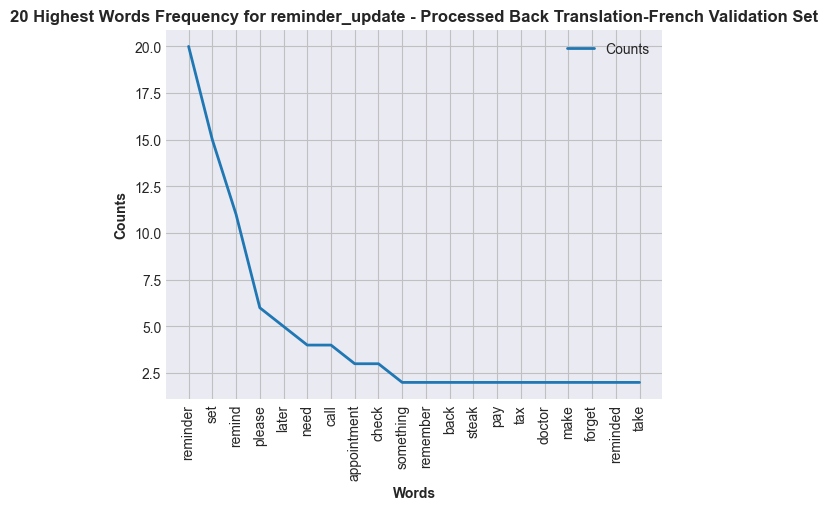 20 Highest Words Frequency for reminder_update - Processed Back Translation-French Validation Set
Counts
20.0
17.5
15.0
12.5
10.0
7.5
5.0
2.5
Counts
reminder
set
remind
please
later
need
call
appointment
check
something
remember
back
steak
pay
tax
doctor
make
forget
reminded
take
Words